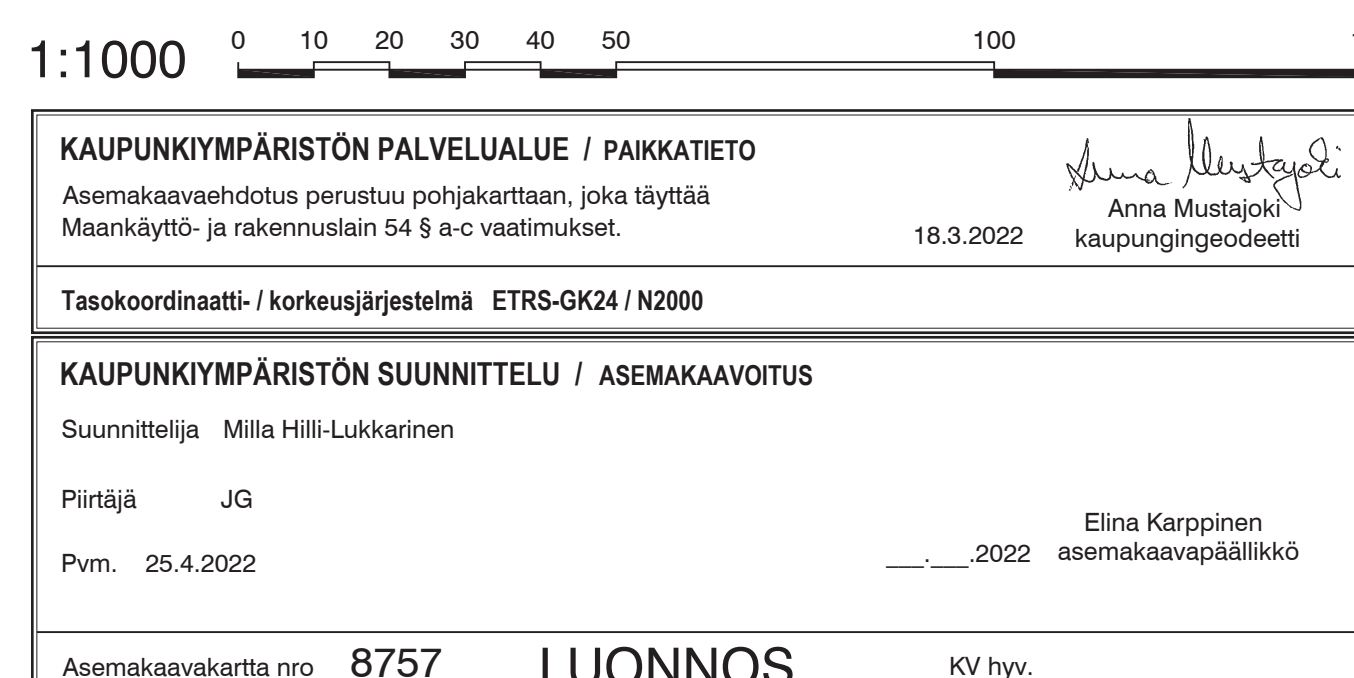 1:1000 0 10 20 30 40 50 100
KAUPUNKIYMPÄRISTÖN PALVELUALUE / PAIKKATIETO
Asemakaavaehdotus perustuu pohjakarttaan, joka täyttää
Maankäyttö- ja rakennuslain 54 § a-c vaatimukset.
18.3.2022
Anna Mustajoki
Anna Mustajoki
kaupungingeodeetti
Tasokoordinaatti- / korkeusjärjestelmä ETRS-GK24 / N2000
KAUPUNKIYMPÄRISTÖN SUUNNITTELU / ASEMAKAAVOITUS
Suunnittelija Milla Hilli-Lukkarinen
Piirtäjä JG
Elina Karppinen
Pvm. 25.4.2022 ___.___.2022 asemakaavapäällikkö
Asemakaavakartta nro 8757 LUONNOS KV hyv.